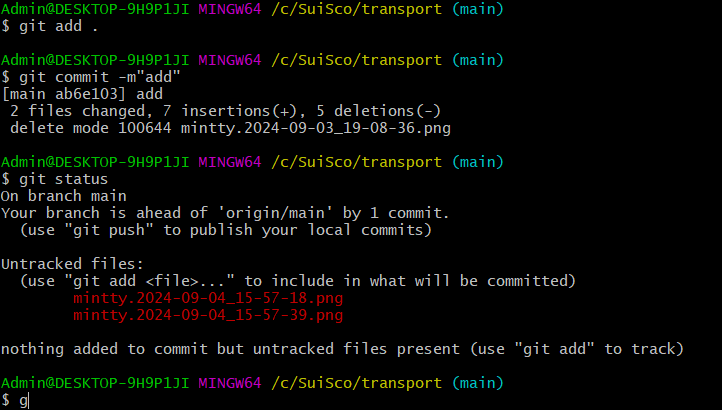 Admin@DESKTOP-9H9P1JI MINGW64 /c/SuiSco/transport (main)
$ git add .

Admin@DESKTOP-9H9P1JI MINGW64 /c/SuiSco/transport (main)
$ git commit -m"add"
[main ab6e103] add
 2 files changed, 7 insertions(+), 5 deletions(-)
 delete mode 100644 mintty.2024-09-03_19-08-36.png

Admin@DESKTOP-9H9P1JI MINGW64 /c/SuiSco/transport (main)
$ git status
On branch main
Your branch is ahead of 'origin/main' by 1 commit.
  (use "git push" to publish your local commits)

Untracked files:
  (use "git add <file>..." to include in what will be committed)
        mintty.2024-09-04_15-57-18.png
        mintty.2024-09-04_15-57-39.png

nothing added to commit but untracked files present (use "git add" to track)

Admin@DESKTOP-9H9P1JI MINGW64 /c/SuiSco/transport (main)
$ g